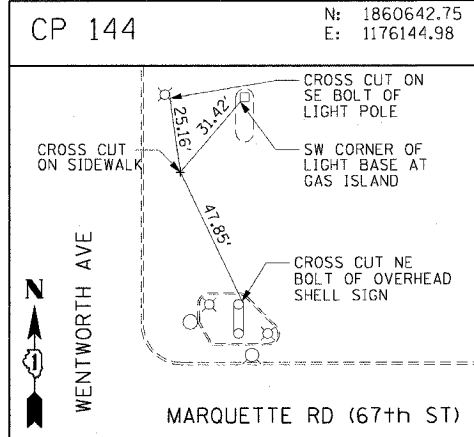 CP 144
N: 1860642.75
E: 1176144.98
CROSS CUT ON
SE BOLT OF
LIGHT POLE
25.16'
31.42'
CROSS CUT
ON SIDEWALK
SW CORNER OF
LIGHT BASE AT
GAS ISLAND
47.85'
WENTWORTH AVE
CROSS CUT NE
BOLT OF OVERHEAD
SHELL SIGN
N
1
MARQUETTE RD (67th ST)